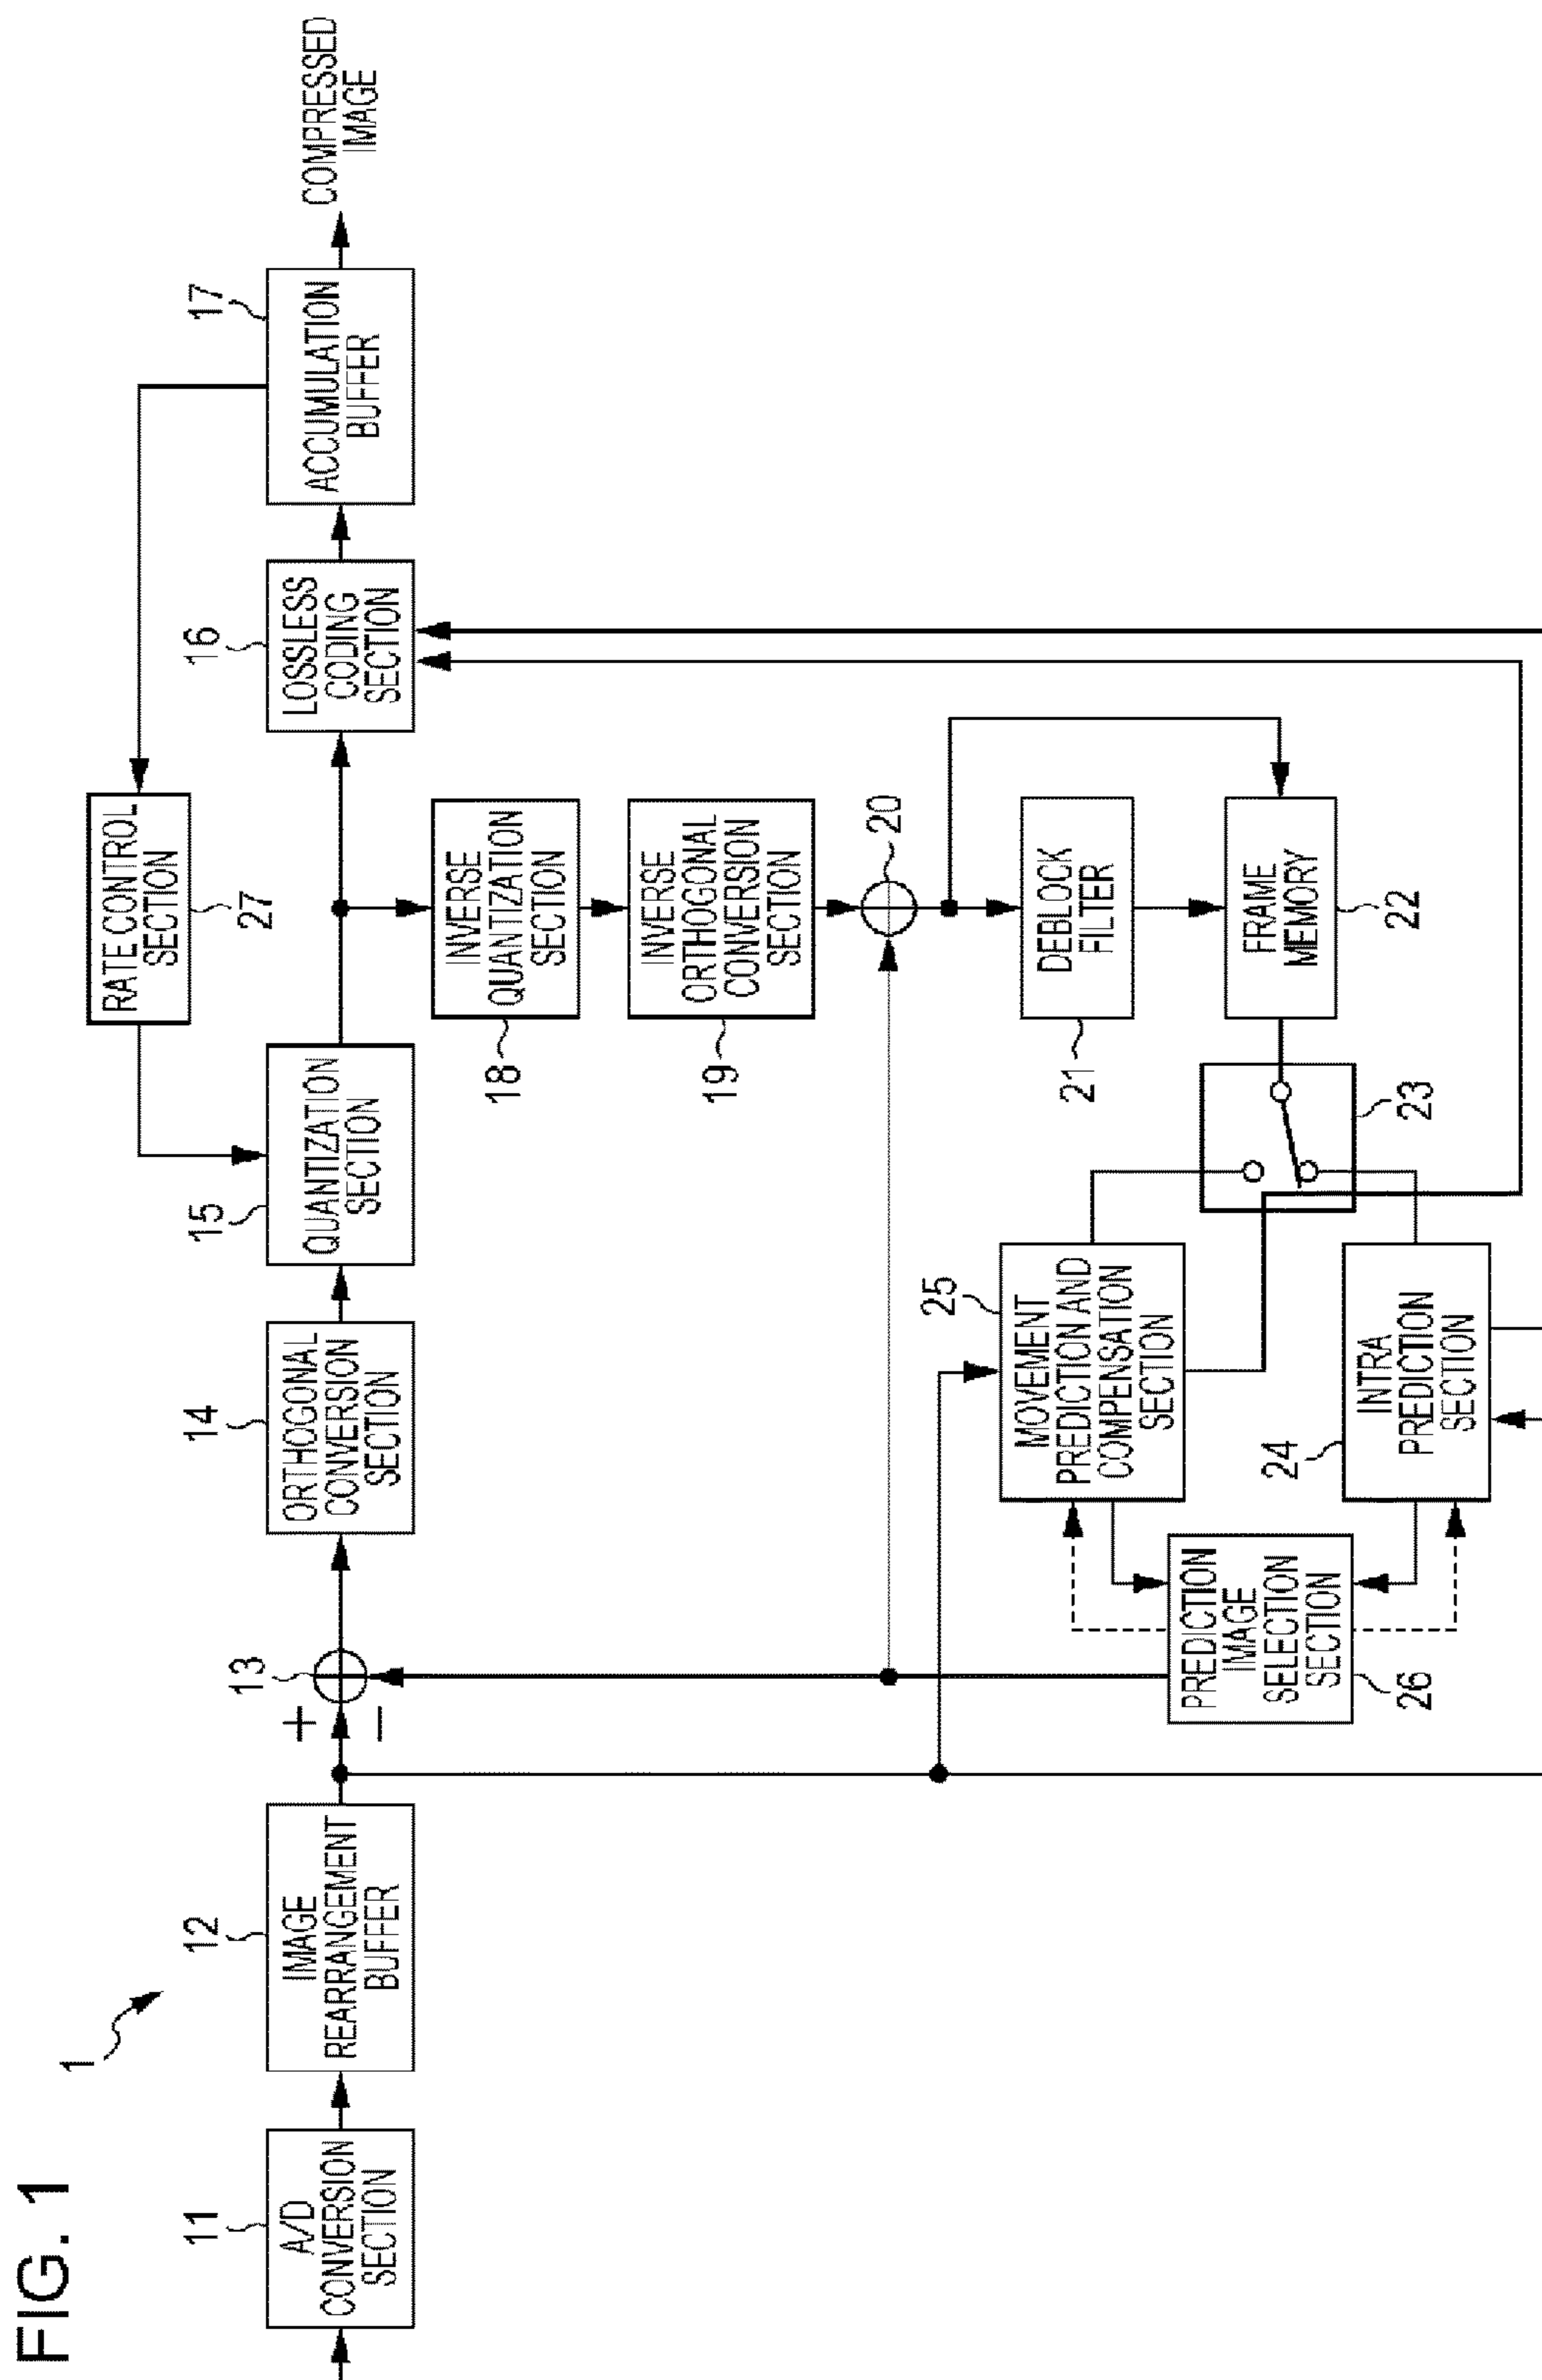 FIG. 1
1
11
A/D
CONVERSION
SECTION
12
IMAGE
REARRANGEMENT
BUFFER
13
+
−
14
ORTHOGONAL
CONVERSION
SECTION
15
QUANTIZATION
SECTION
RATE CONTROL
SECTION
27
16
LOSSLESS
CODING
SECTION
17
ACCUMULATION
BUFFER
COMPRESSED
IMAGE
INVERSE
QUANTIZATION
SECTION
18
INVERSE
ORTHOGONAL
CONVERSION
SECTION
19
20
DEBLOCK
FILTER
21
FRAME
MEMORY
22
23
25
MOVEMENT
PREDICTION AND
COMPENSATION
SECTION
24
INTRA
PREDICTION
SECTION
PREDICTION
IMAGE
SELECTION
SECTION
26